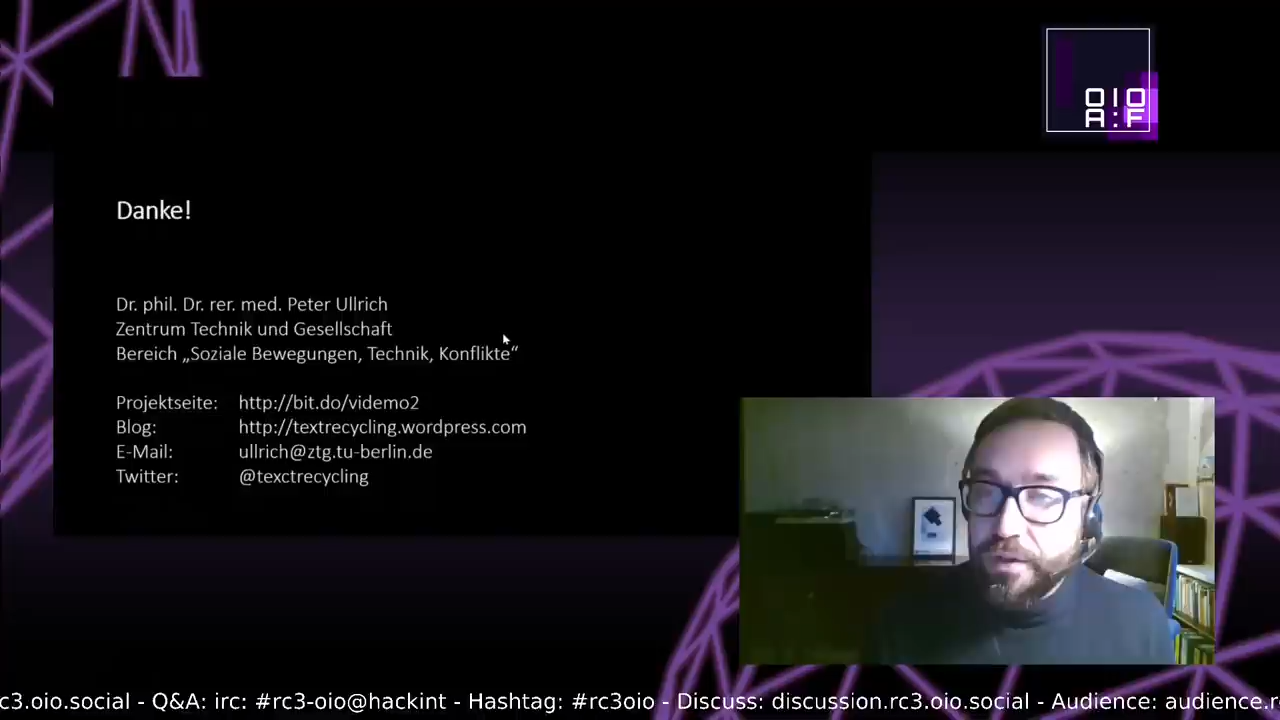 OIO
A:F
Danke!
Dr. phil. Dr. rer. med. Peter Ullrich
Zentrum Technik und Gesellschaft
Bereich „Soziale Bewegungen, Technik, Konflikte“
Projektseite: http://bit.do/videmo2
Blog: http://textrecycling.wordpress.com
E-Mail: ullrich@ztg.tu-berlin.de
Twitter: @texctrecycling
rc3.oio.social - Q&A: irc: #rc3-oio@hackint - Hashtag: #rc3oio - Discuss: discussion.rc3.oio.social - Audience: audience.r